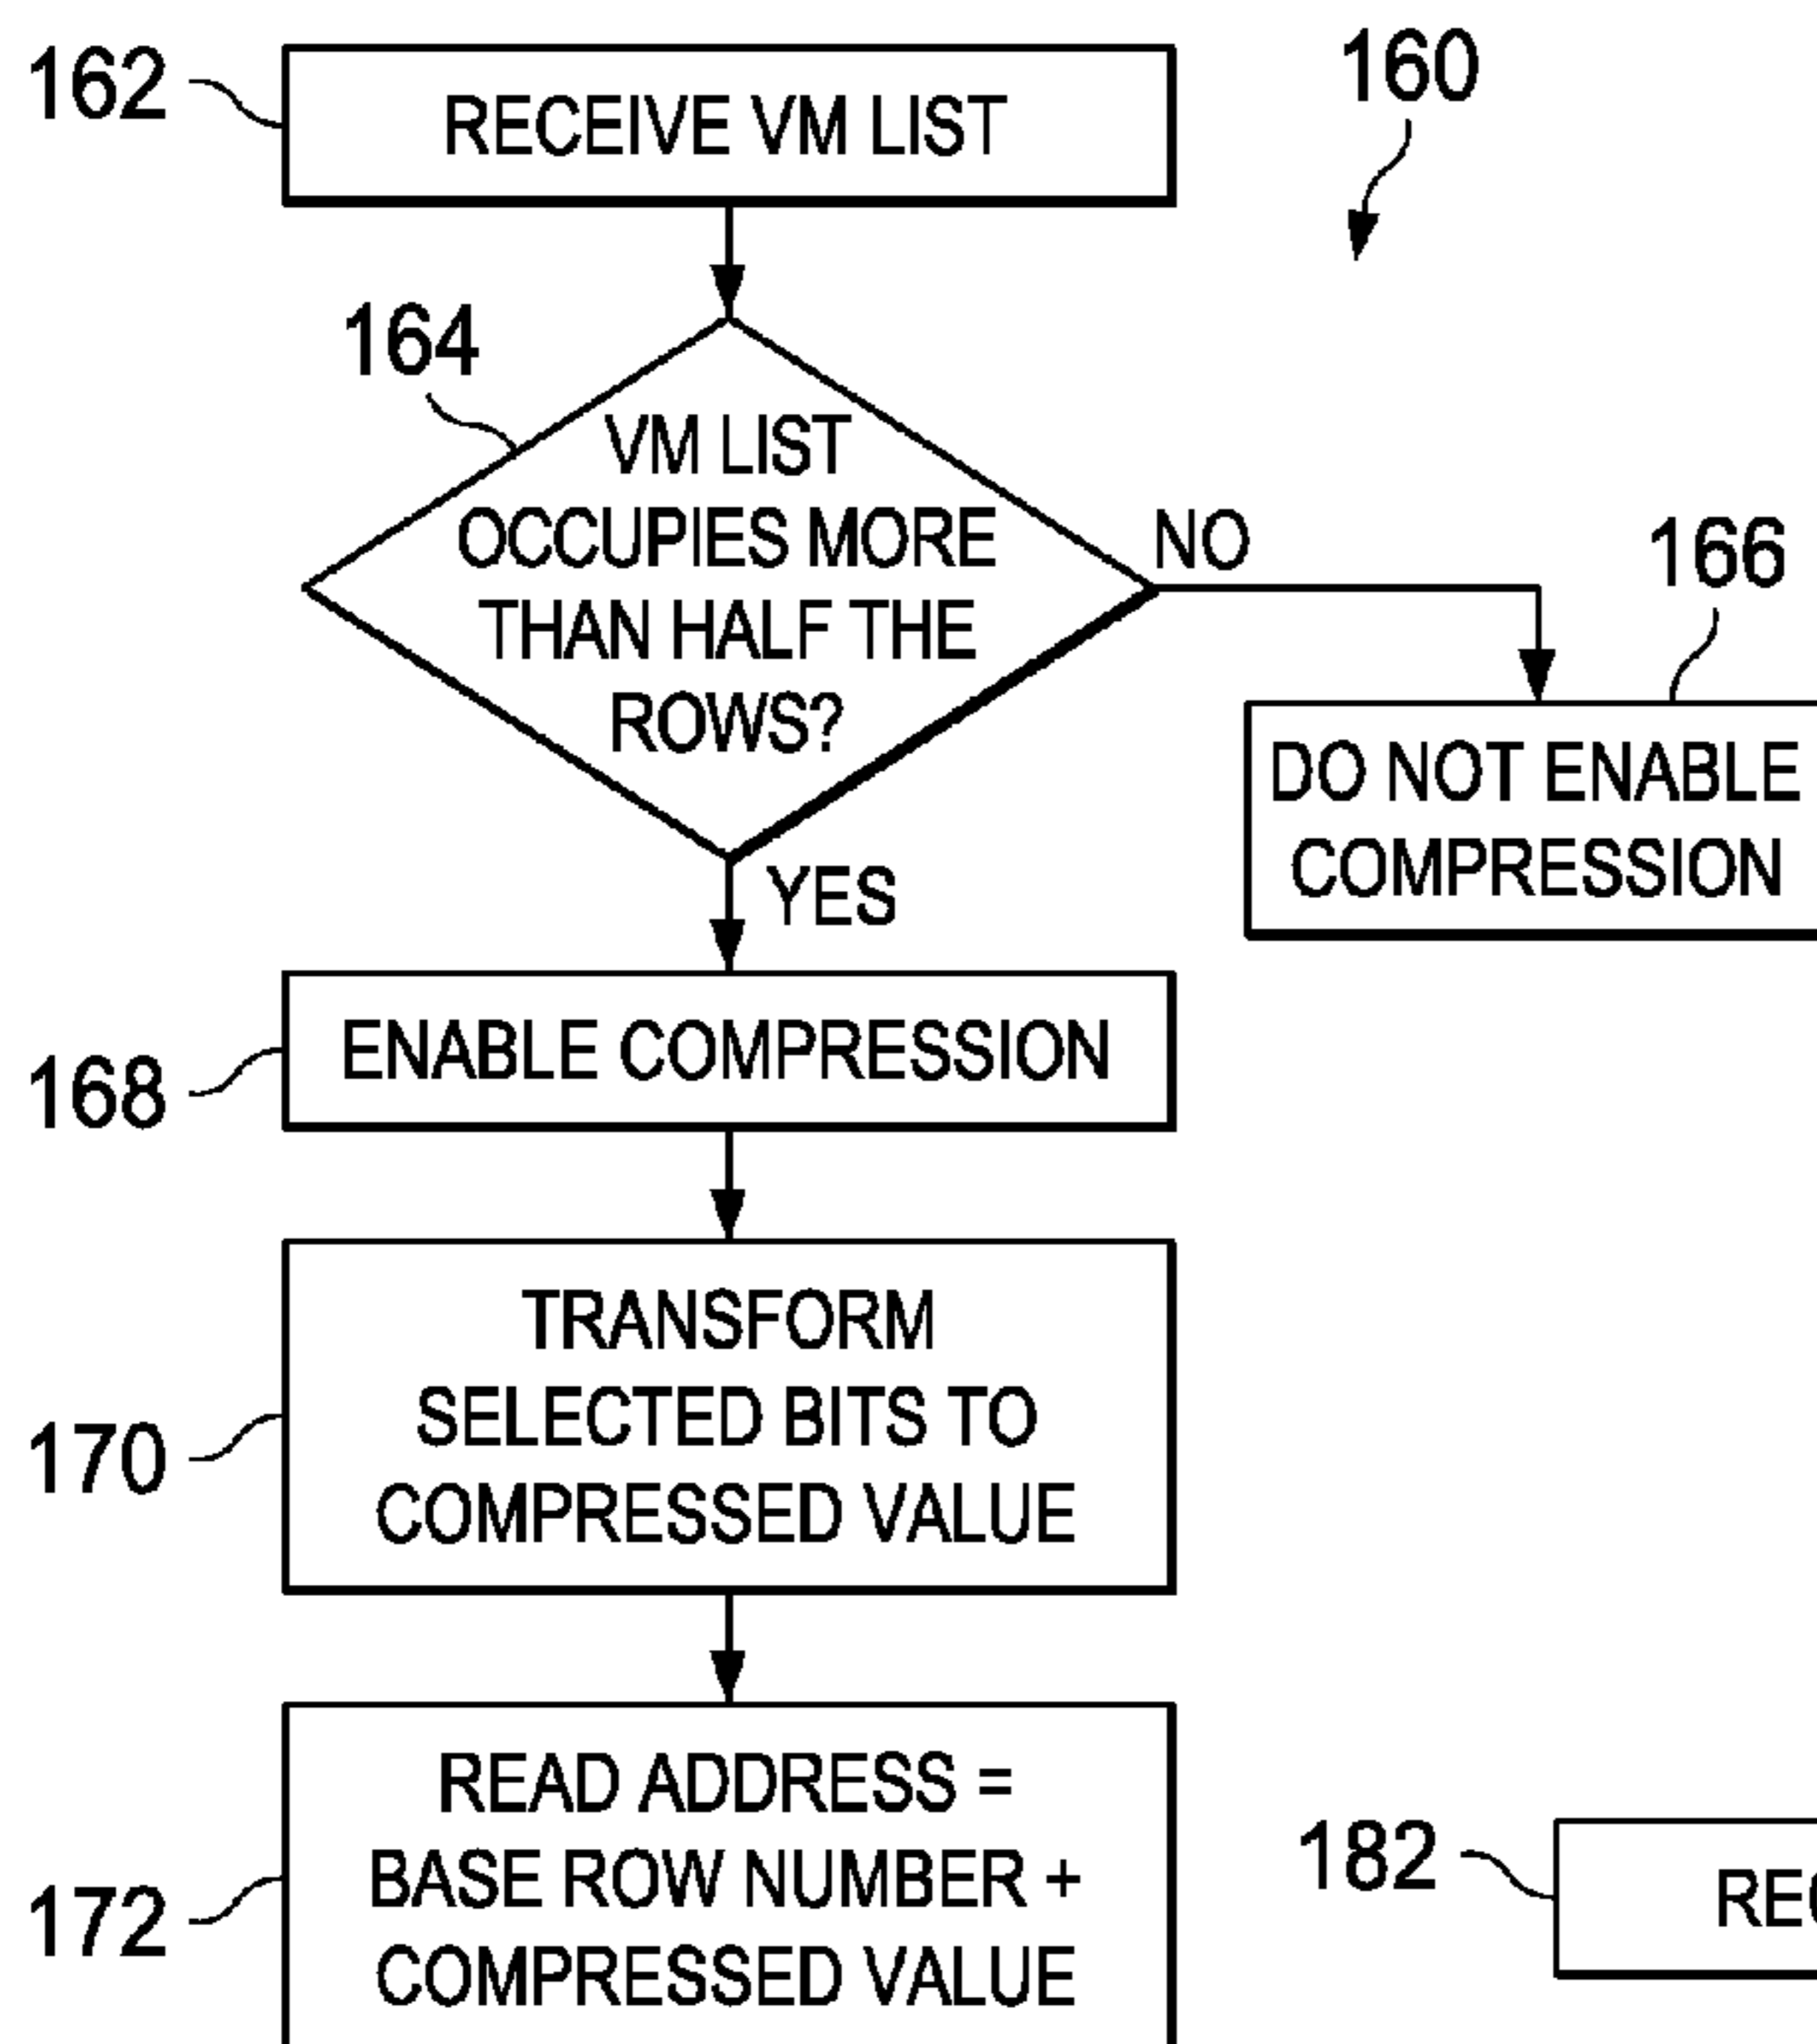 162
RECEIVE VM LIST
160
164
VM LIST
OCCUPIES MORE
THAN HALF THE
ROWS?
NO
166
DO NOT ENABLE
COMPRESSION
YES
168
ENABLE COMPRESSION
170
TRANSFORM
SELECTED BITS TO
COMPRESSED VALUE
172
READ ADDRESS =
BASE ROW NUMBER +
COMPRESSED VALUE
182